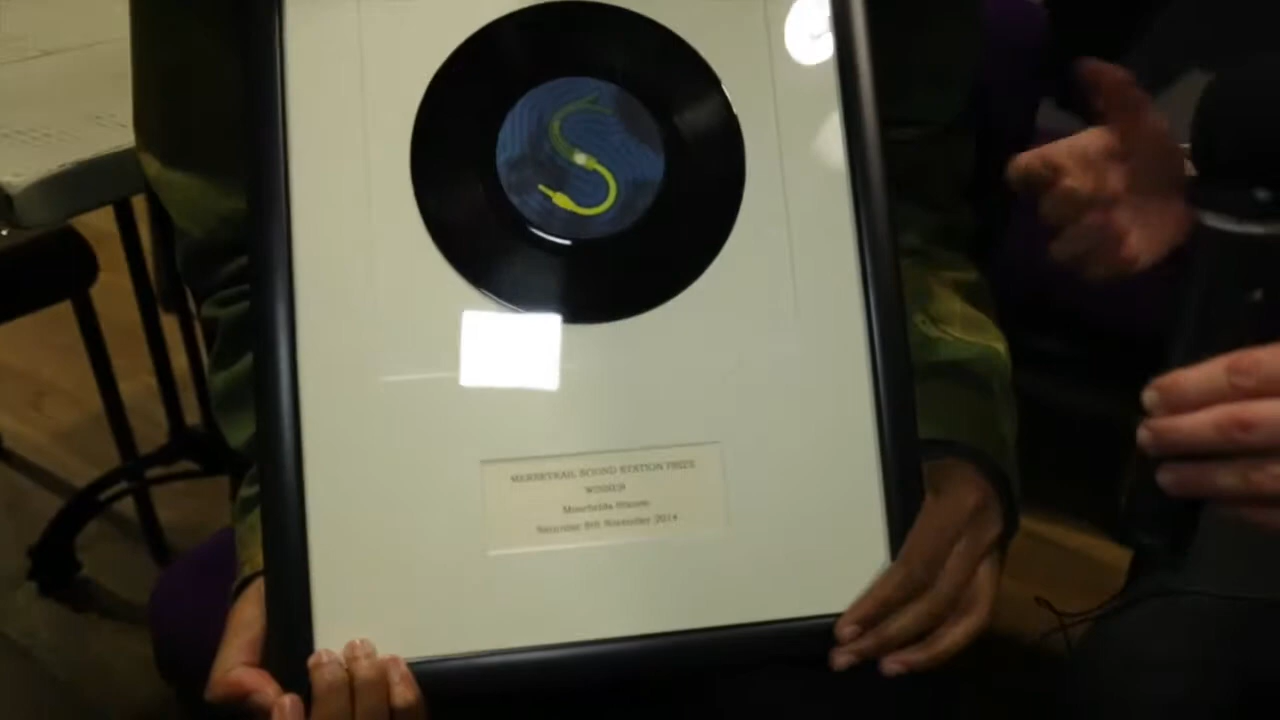 MERSEYRAIL SOUND STATION PRIZE
WINNER
Moorfields Station
Saturday 8th November 2014